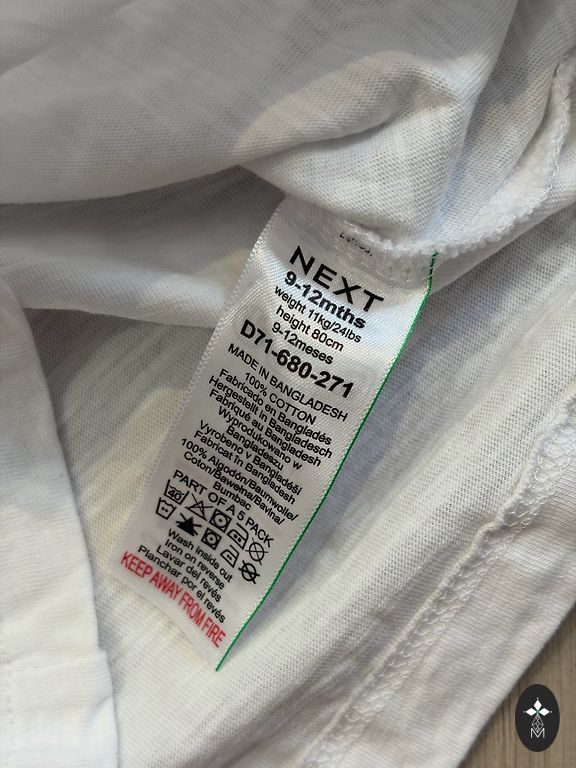 NEXT
9-12mths
weight 11kg/24lbs
height 80cm
9-12meses
D71-680-271
MADE IN BANGLADESH
100% COTTON
Fabricado en Bangladés
Hergestellt in Bangladesch
Fabriqué au Bangladesh
Wyprodukowano w
Bangladeszu
Vyrobeno v Bangladéši
Fabricat în Bangladesh
100% Algodón/Baumwolle/
Coton/Bawełna/Bavlna/
Bumbac
PART OF A 5 PACK
40
Wash inside out
Iron on reverse
Lavar del revés
Planchar por el revés
KEEP AWAY FROM FIRE
M